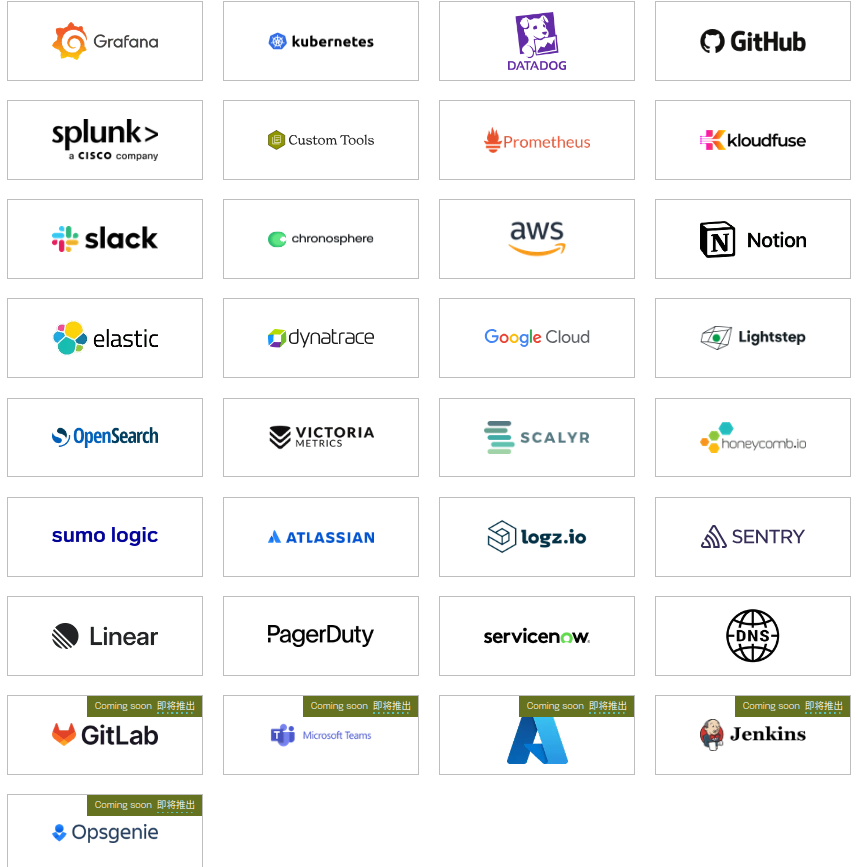 Grafana
kubernetes
DATADOG
GitHub
splunk>
a CISCO company
Custom Tools
Prometheus
kloudfuse
slack
chronosphere
aws
N Notion
elastic
dynatrace
Google Cloud
Lightstep
OpenSearch
VICTORIA
METRICS
SCALYR
honeycomb.io
sumo logic
ATLASSIAN
logz.io
SENTRY
Linear
PagerDuty
servicenow.
DNS
Coming soon 即将推出
GitLab
Coming soon 即将推出
T Microsoft Teams
Coming soon 即将推出
Coming soon 即将推出
Jenkins
Coming soon 即将推出
Opsgenie